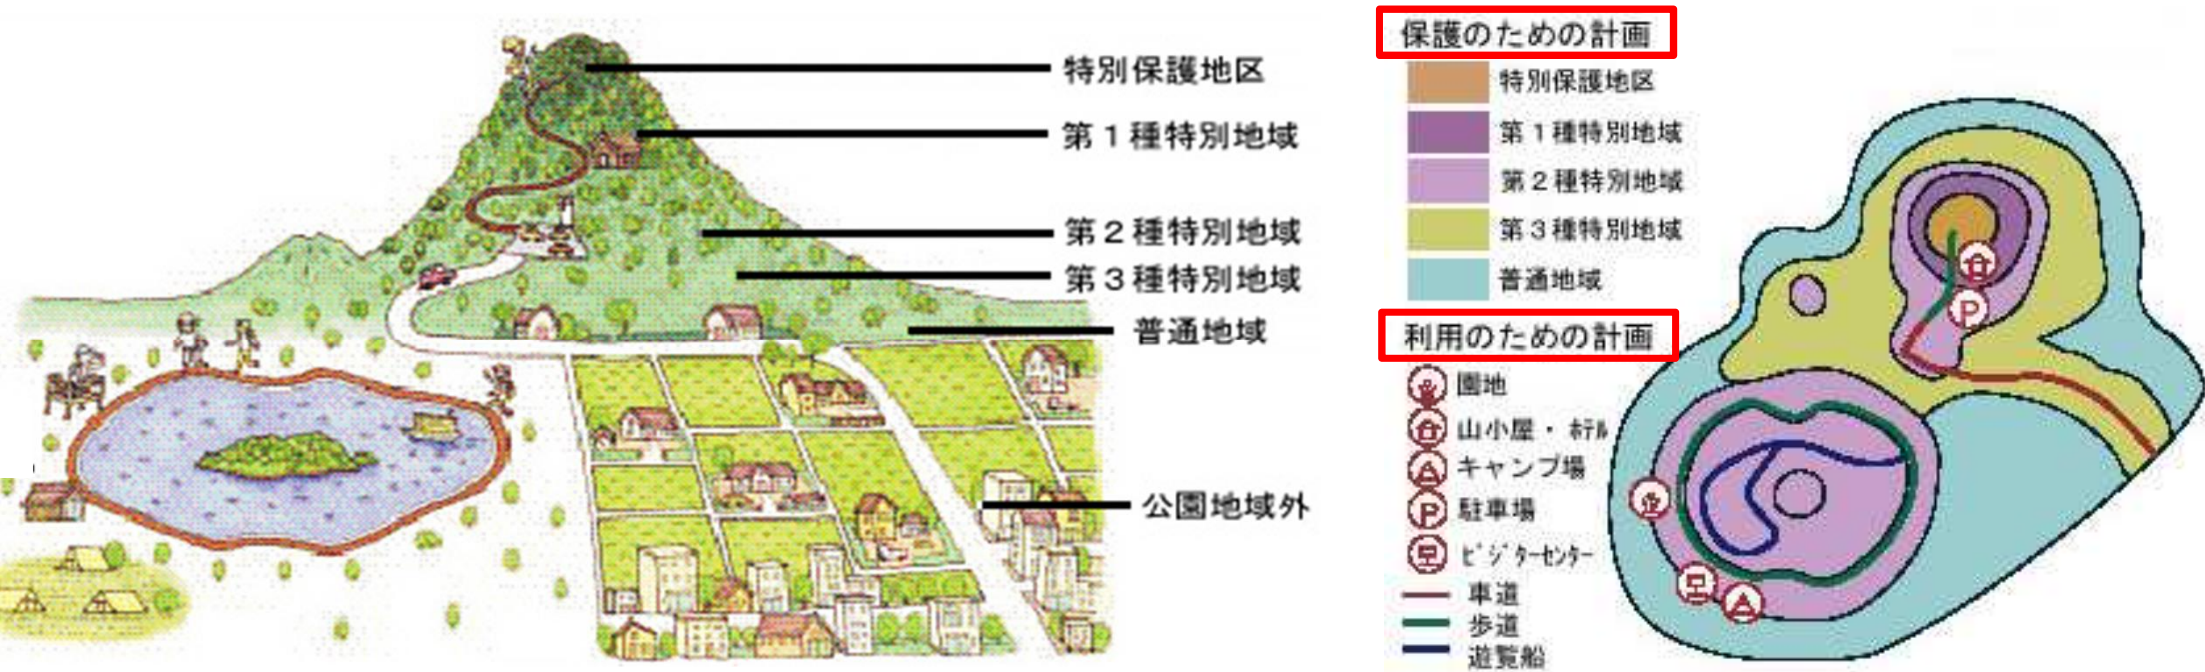 特別保護地区
第1種特別地域
第2種特別地域
第3種特別地域
普通地域
公園地域外
保護のための計画
特別保護地区
第1種特別地域
第2種特別地域
第3種特別地域
普通地域
利用のための計画
園地
山小屋・ホテル
キャンプ場
P 駐車場
ビジターセンター
車道
歩道
遊覧船
P